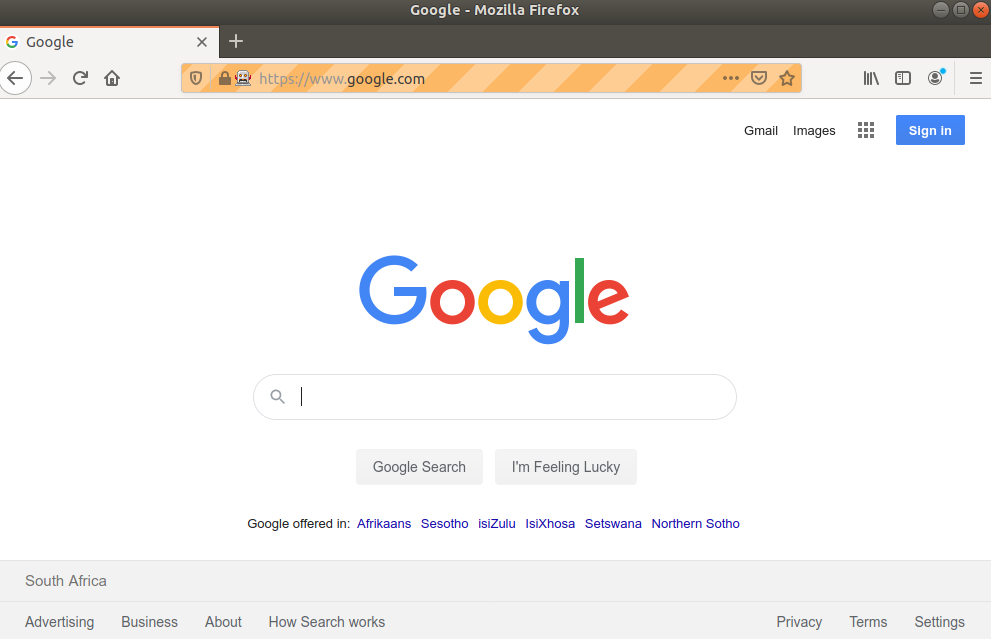 Google - Mozilla Firefox
Google
https://www.google.com
Gmail Images Sign in
Google
Google Search I'm Feeling Lucky
Google offered in: Afrikaans Sesotho isiZulu IsiXhosa Setswana Northern Sotho
South Africa
Advertising Business About How Search works Privacy Terms Settings